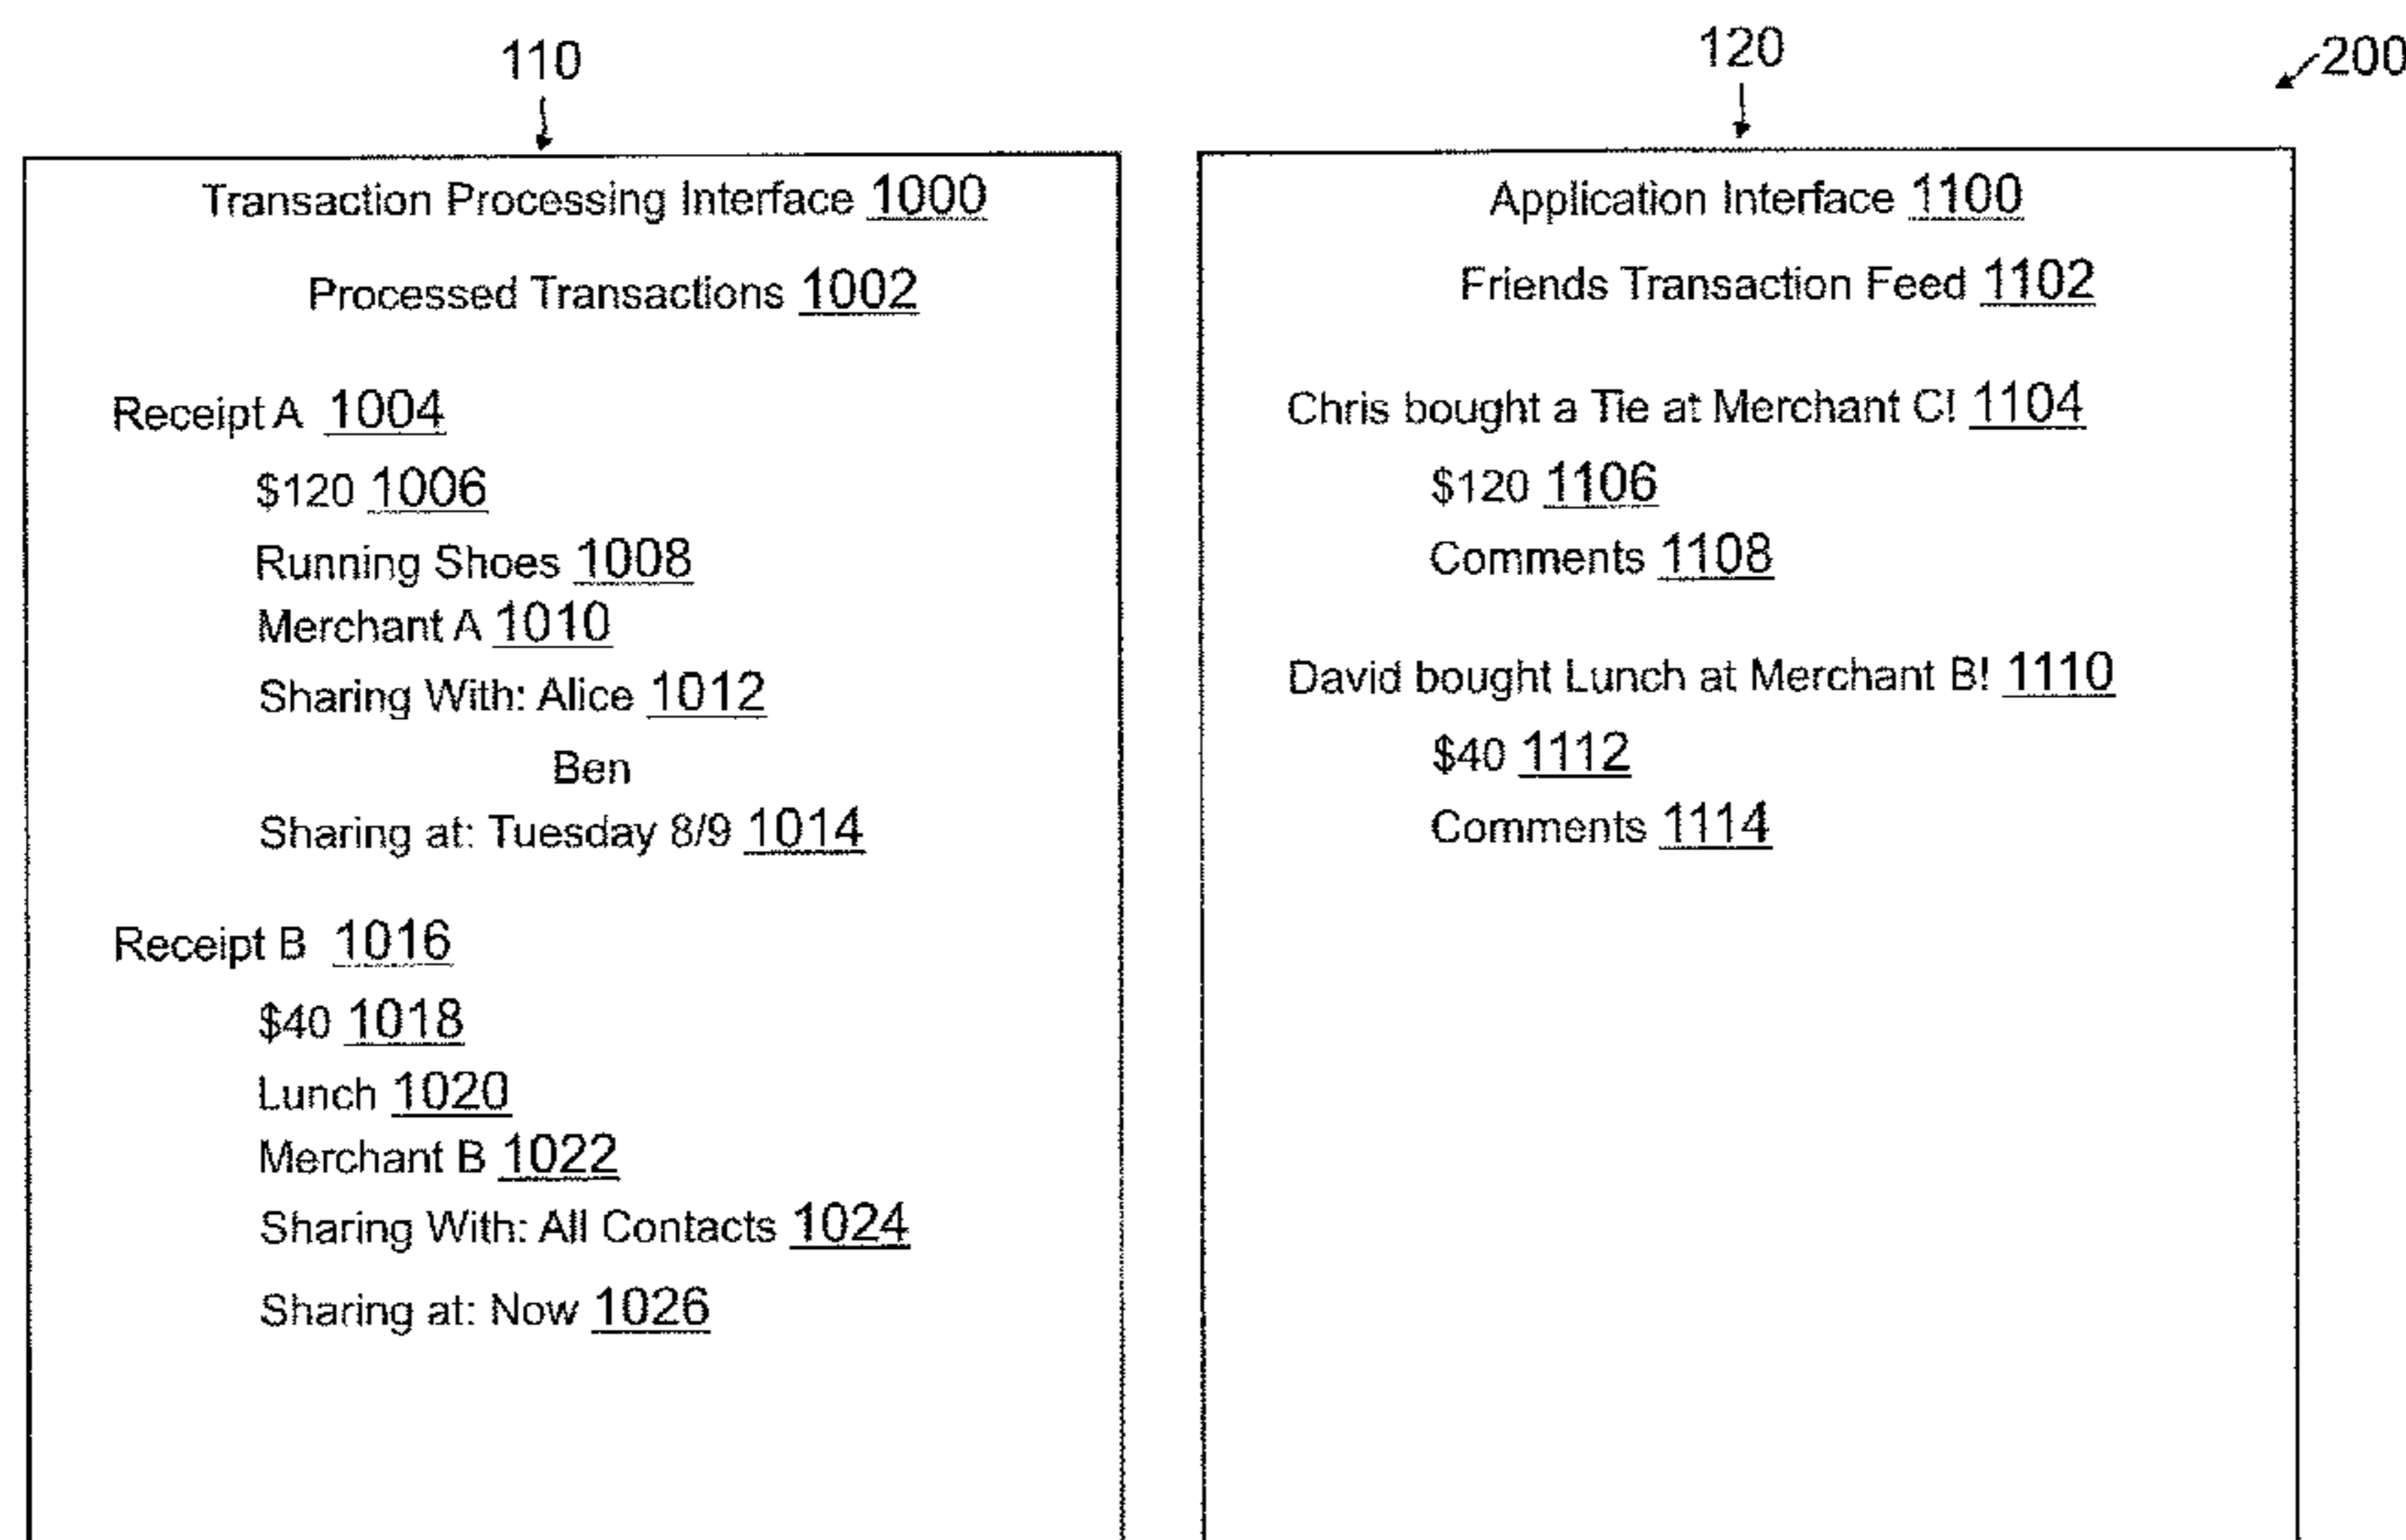 110
120
200
Transaction Processing Interface 1000
Processed Transactions 1002
Receipt A 1004
$120 1006
Running Shoes 1008
Merchant A 1010
Sharing With: Alice 1012
Ben
Sharing at: Tuesday 8/9 1014
Receipt B 1016
$40 1018
Lunch 1020
Merchant B 1022
Sharing With: All Contacts 1024
Sharing at: Now 1026
Application Interface 1100
Friends Transaction Feed 1102
Chris bought a Tie at Merchant C! 1104
$120 1106
Comments 1108
David bought Lunch at Merchant B! 1110
$40 1112
Comments 1114